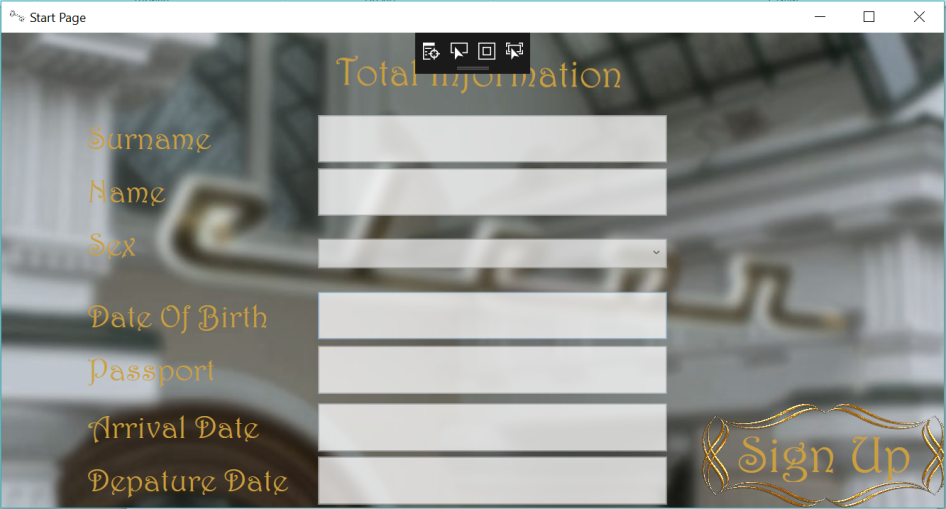 Start Page
Total Information
Surname
Name
Sex
Date Of Birth
Passport
Arrival Date
Depature Date
Sign Up